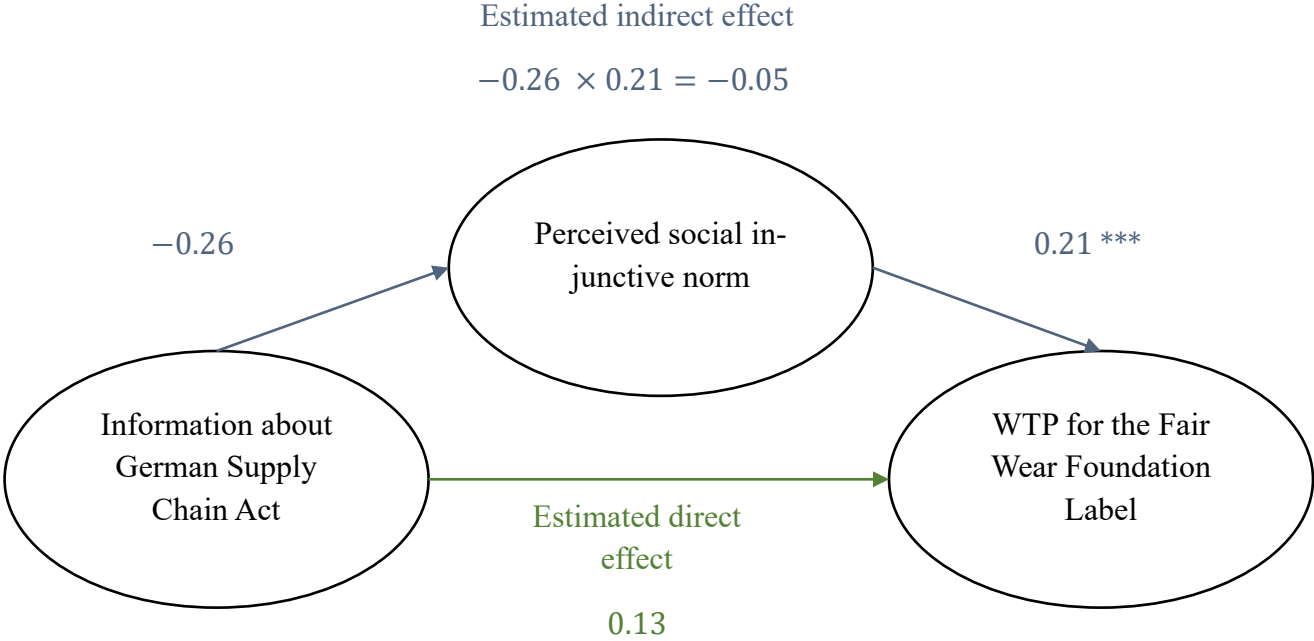 Estimated indirect effect
−0.26 × 0.21 = −0.05
Perceived social in-
junctive norm
−0.26
0.21 ***
Information about
German Supply
Chain Act
WTP for the Fair
Wear Foundation
Label
Estimated direct
effect
0.13